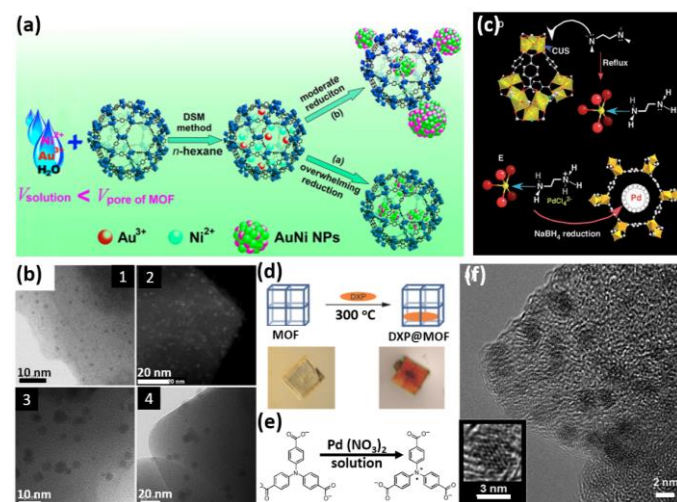 (a)
Ni²⁺
Au³⁺
H₂O
+
DSM
method
n-hexane
moderate
reduciton
(b)
(a)
overwhelming
reduction
Vsolution < Vpore of MOF
Au³⁺ Ni²⁺ AuNi NPs
(c)
CUS
N
N
Reflux
H
N
N
H
H
E
H
N
H
N
H
H
PdCl₄²⁻
NaBH₄ reduction
Pd
(b)
1
10 nm
2
20 nm
3
10 nm
4
20 nm
(d)
DXP
300 °C
MOF
DXP@MOF
(e)
Pd (NO₃)₂
solution
O
O⁻
N
O
O⁻
N
(f)
3 nm
2 nm